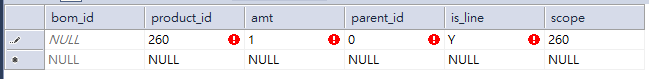 bom_id product_id amt parent_id is_line scope
NULL 260 1 0 Y 260
NULL NULL NULL NULL NULL NULL